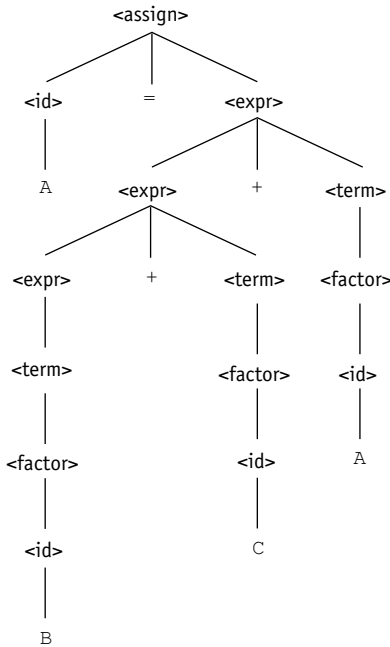 <assign>
<id> = <expr>
A <expr> + <term>
<expr> + <term> <factor>
<term> <factor> <id>
<factor> <id> A
<id> C
B